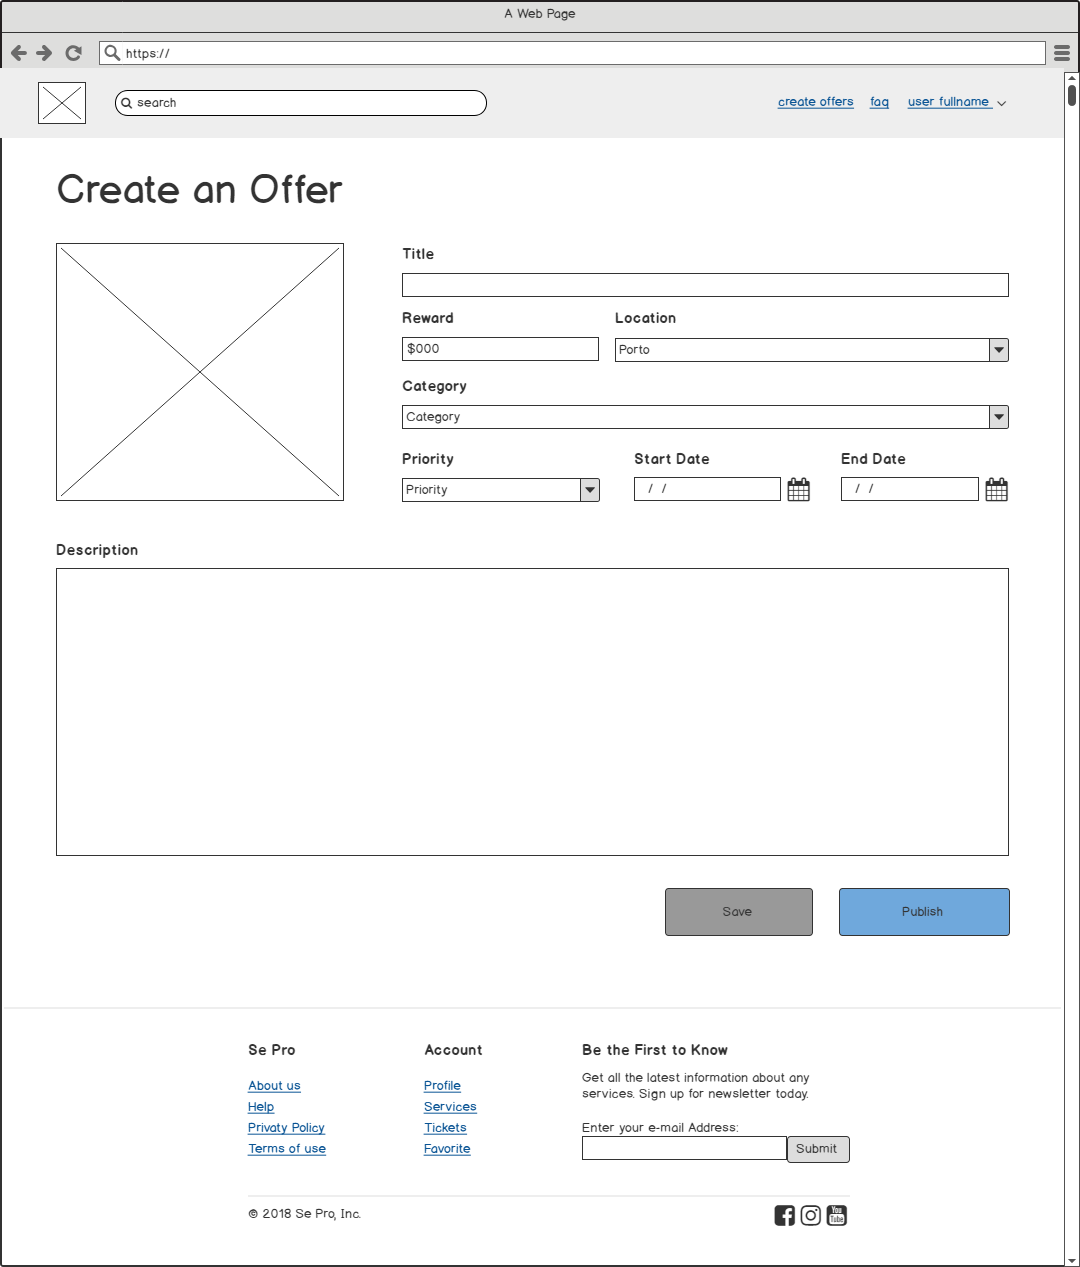 A Web Page
https://
search
create offers faq user fullname
Create an Offer
Title
Reward Location
$000 Porto
Category
Category
Priority Start Date End Date
Priority / / / /
Description
Save Publish
Se Pro Account Be the First to Know
Get all the latest information about any
services. Sign up for newsletter today.
About us Profile
Help Services
Privaty Policy Tickets Enter your e-mail Address:
Terms of use Favorite Submit
© 2018 Se Pro, Inc.
You
Tube